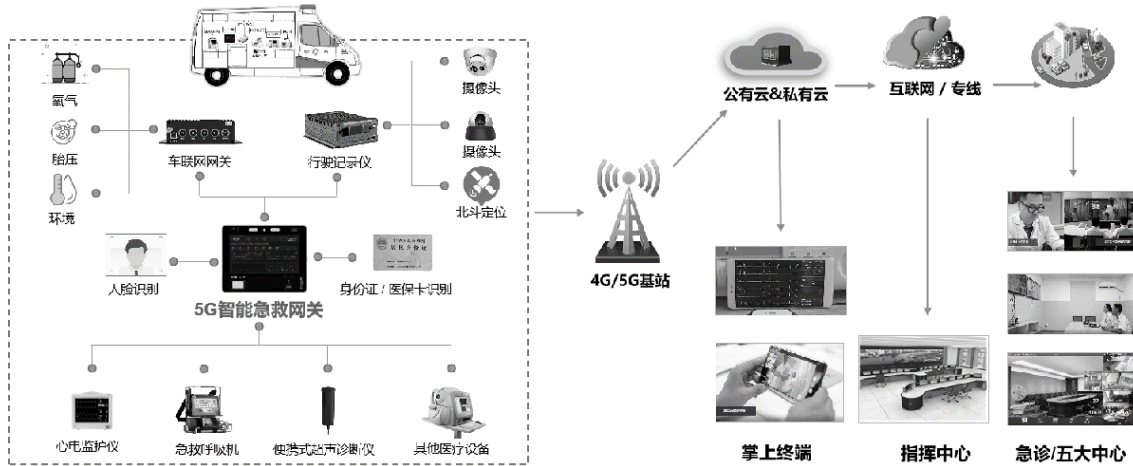 氧气
胎压
环境
车联网网关
行驶记录仪
摄像头
摄像头
北斗定位
人脸识别
5G智能急救网关
身份证 / 医保卡识别
心电监护仪
急救呼吸机
便携式超声诊断仪
其他医疗设备
4G/5G基站
公有云&私有云
互联网 / 专线
掌上终端
指挥中心
急诊/五大中心